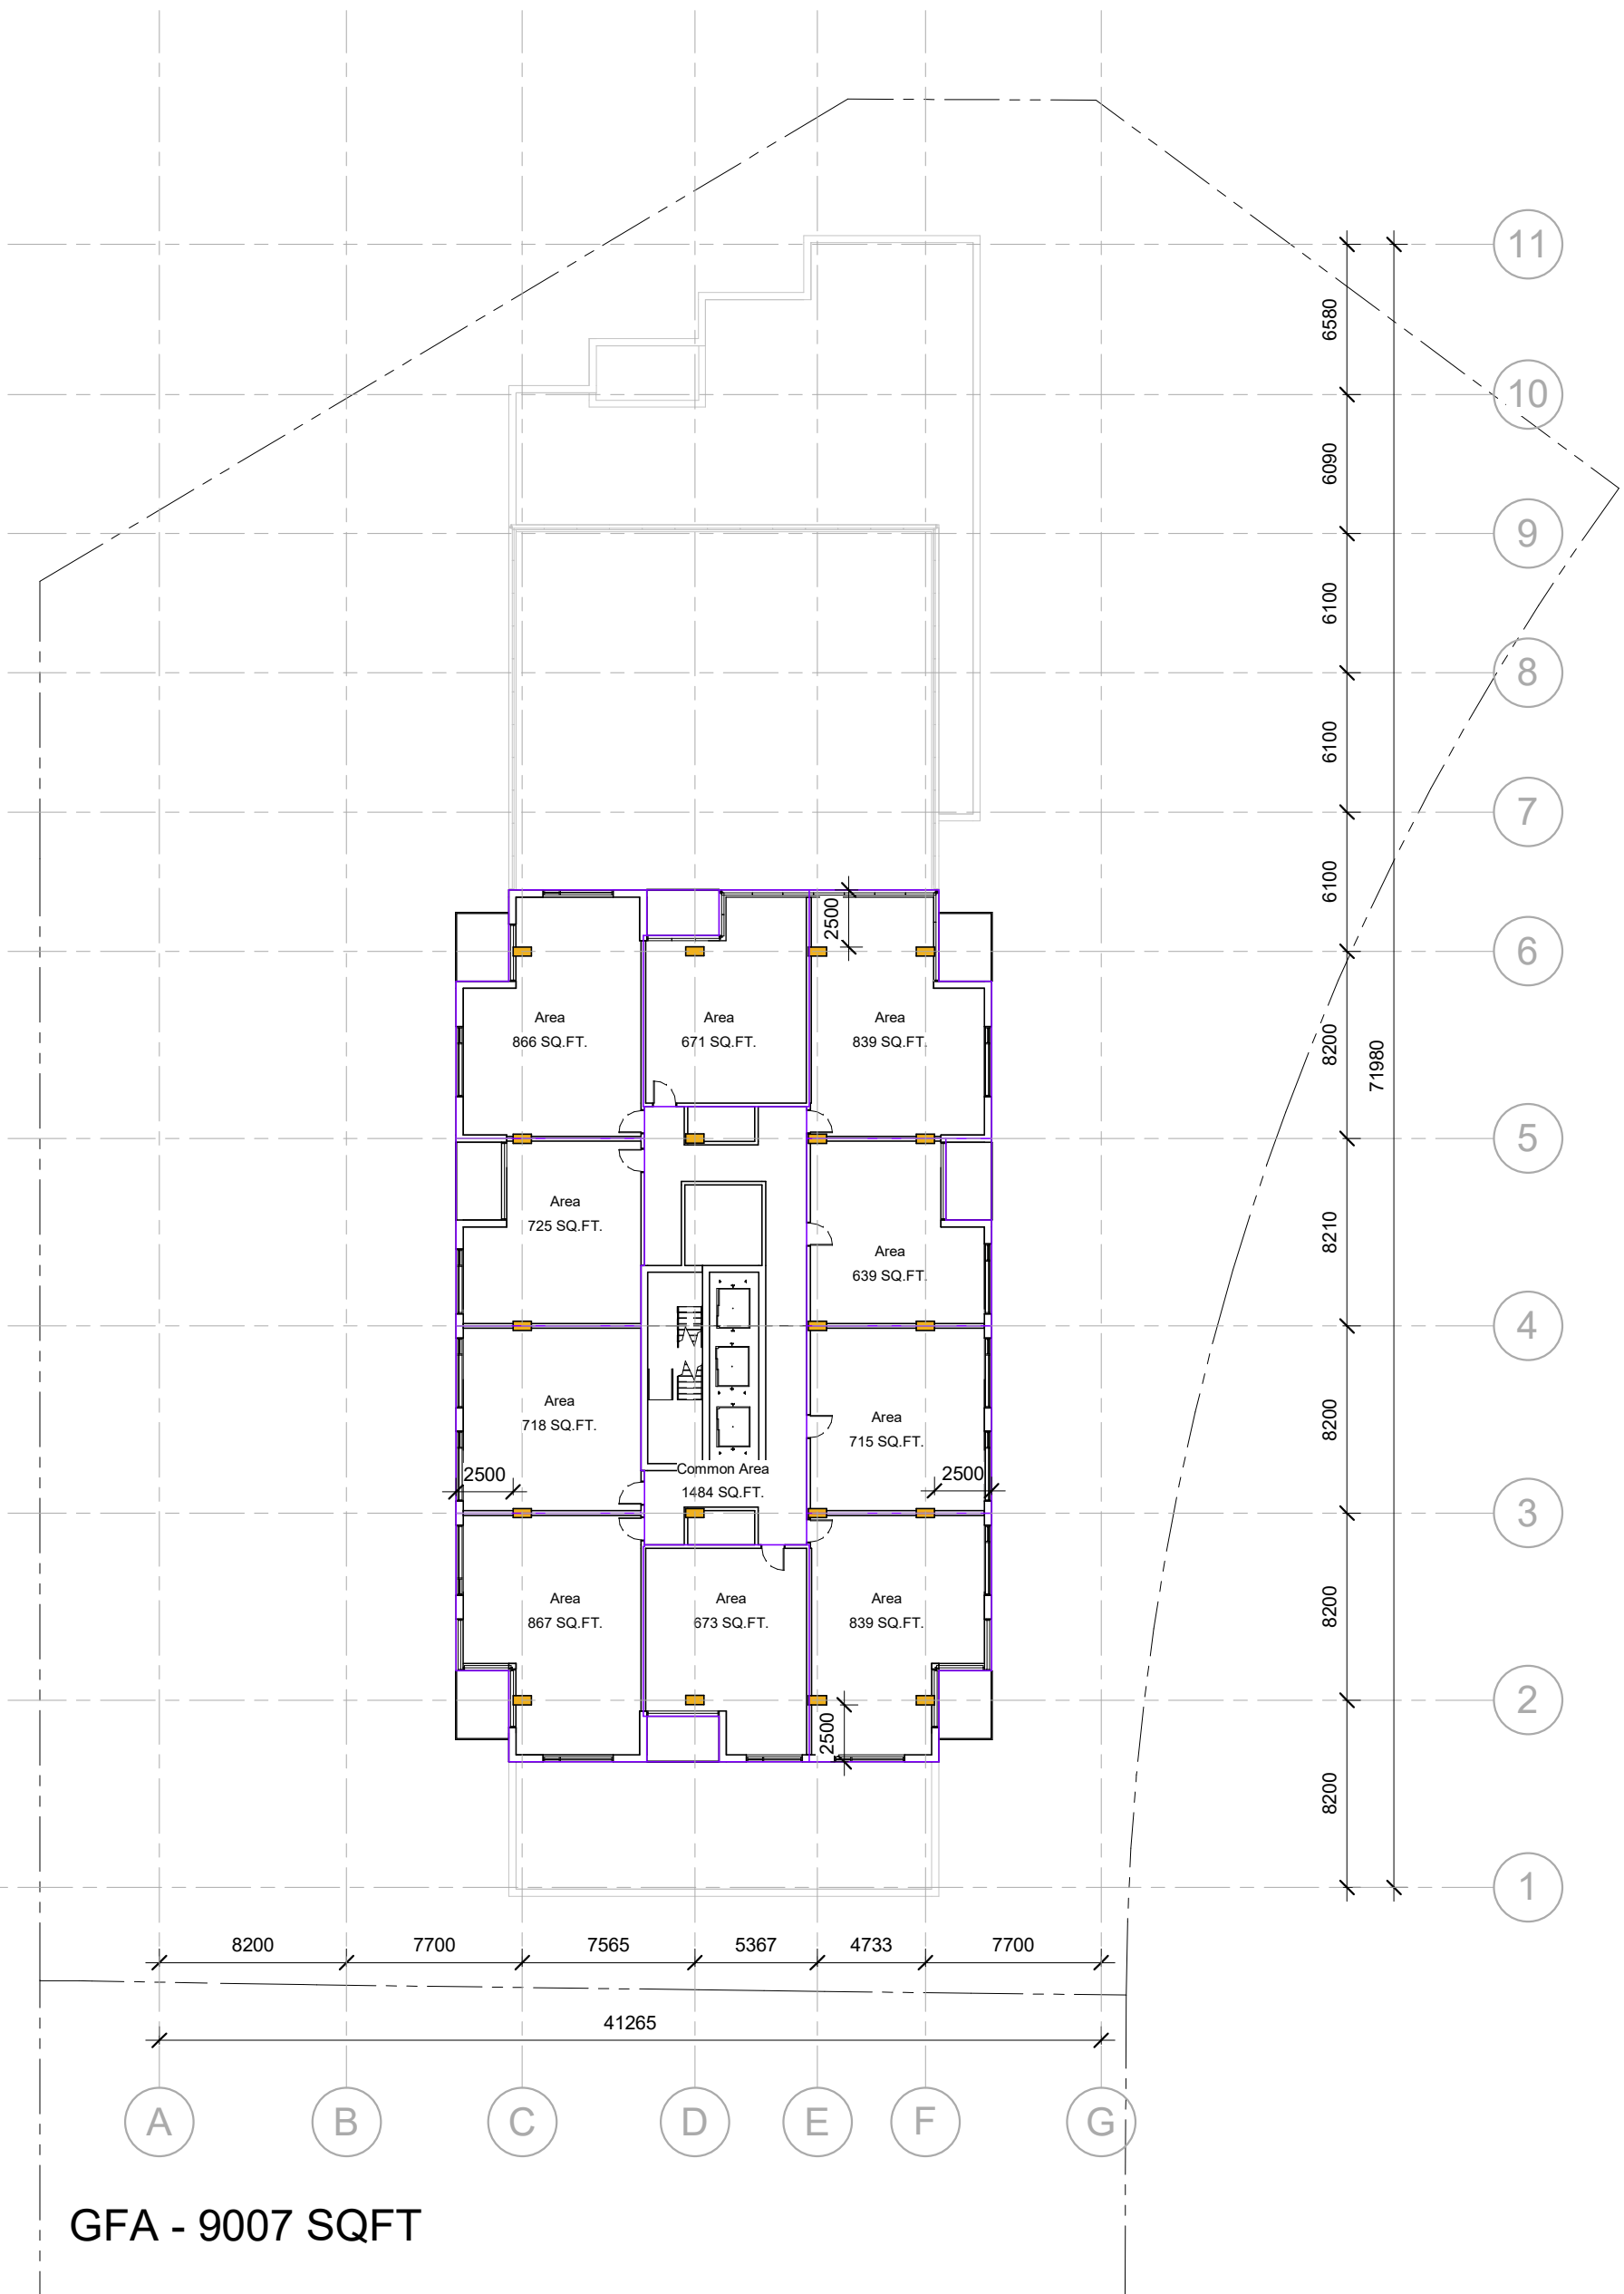 11
6580
10
6090
9
6100
8
6100
7
6100
2500
6
Area
866 SQ.FT.
Area
671 SQ.FT.
Area
839 SQ.FT.
8200
71980
5
Area
725 SQ.FT.
Area
639 SQ.FT.
8210
4
Area
718 SQ.FT.
Area
715 SQ.FT.
8200
2500
Common Area
1484 SQ.FT.
2500
3
Area
867 SQ.FT.
Area
673 SQ.FT.
Area
839 SQ.FT.
8200
2
2500
8200
1
8200 7700 7565 5367 4733 7700
41265
A B C D E F G
GFA - 9007 SQFT